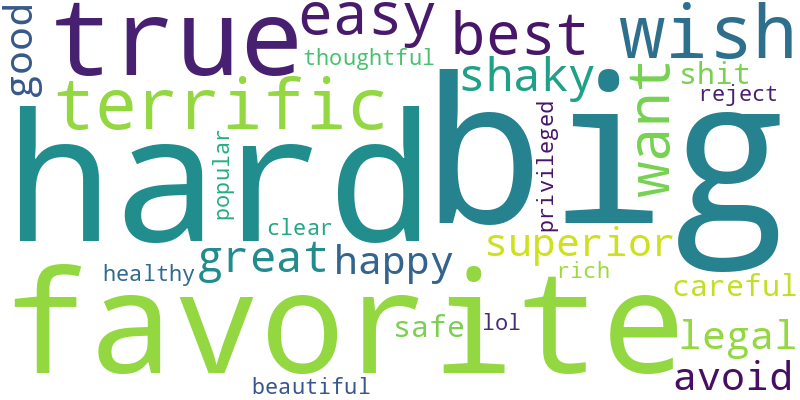 good
true
easy
best
wish
thoughtful
terrific
shaky
want
shit
reject
hard
big
popular
privileged
clear
great
happy
superior
healthy
rich
careful
favorite
safe
lol
legal
beautiful
avoid